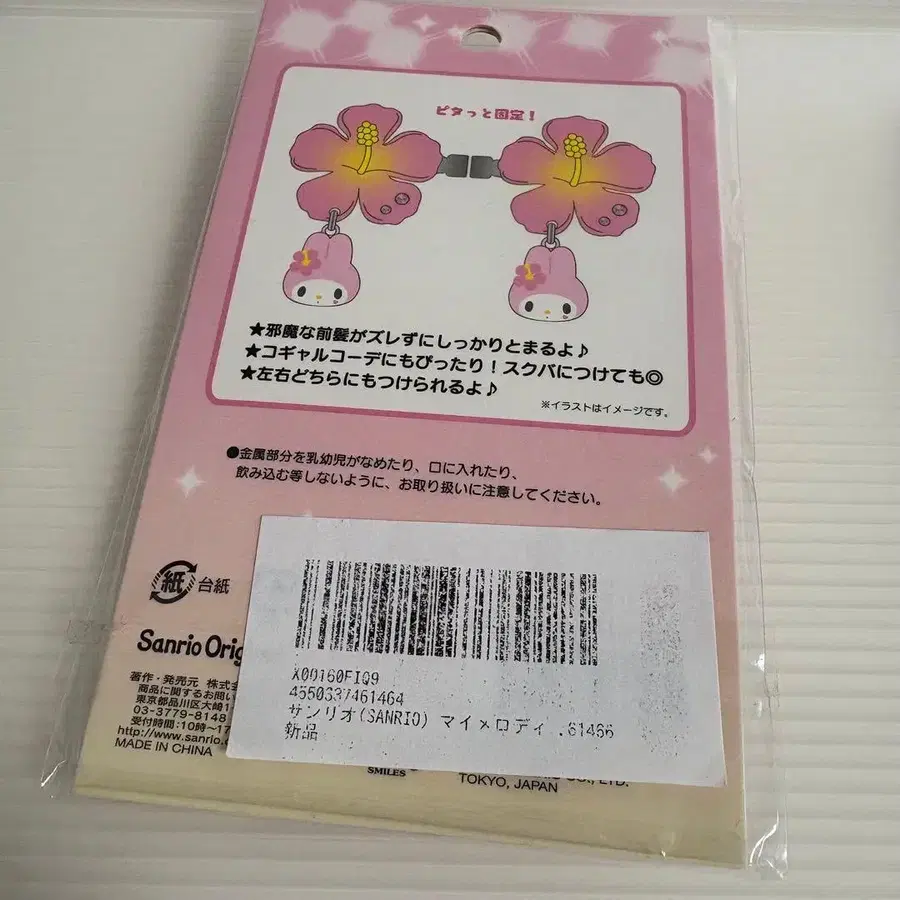 ピタっと固定！
★邪魔な前髪がズレずにしっかりとまるよ♪
★コギャルコーデにもぴったり！スクバにつけても◎
★左右どちらにもつけられるよ♪
※イラストはイメージです。
●金属部分を乳幼児がなめたり、口に入れたり、
飲み込む等しないように、お取り扱いに注意してください。
紙 台紙
Sanrio Orig
著作・発売元 株式
商品に関するお問い
東京都品川区大崎1
03-3779-8148
受付時間:10時〜17
http://www.sanrio.c
MADE IN CHINA
X00160FIQ9
4550337461464
サンリオ(SANRIO) マイメロディ .61466
新品
SMILES
CO., LTD.
TOKYO, JAPAN